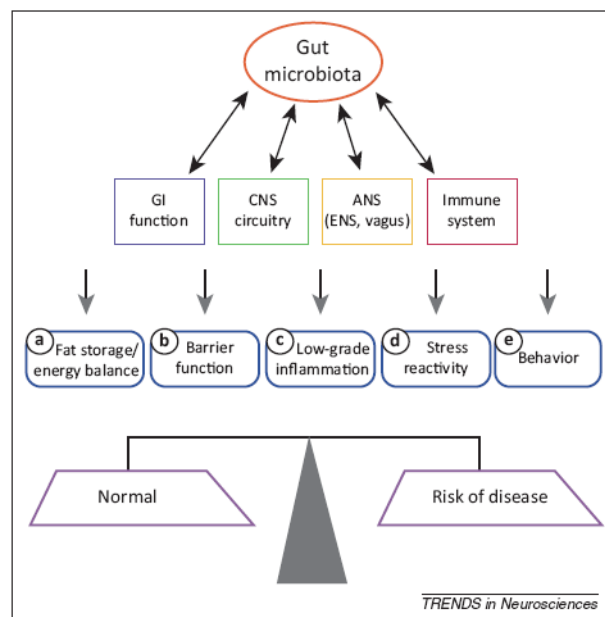 Gut
microbiota
GI
function
CNS
circuitry
ANS
(ENS, vagus)
Immune
system
a Fat storage/
energy balance
b Barrier
function
c Low-grade
inflammation
d Stress
reactivity
e Behavior
Normal
Risk of disease
TRENDS in Neurosciences